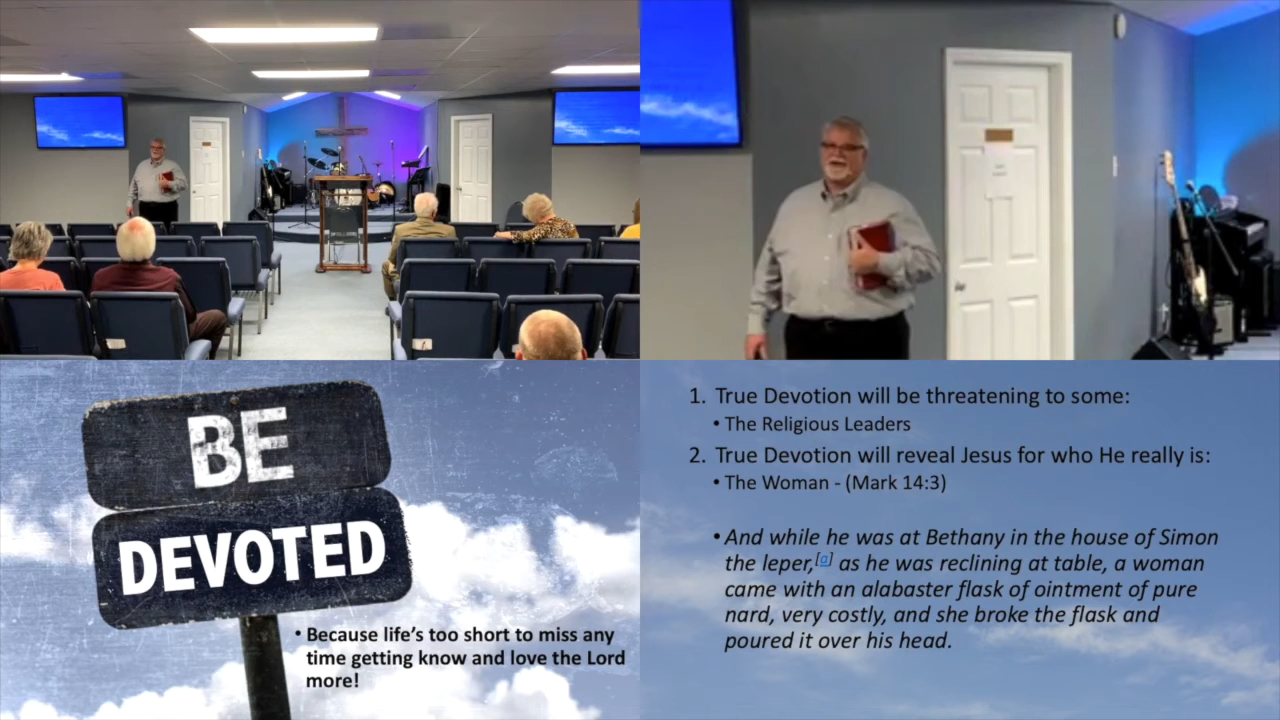 BE
DEVOTED
• Because life's too short to miss any
time getting know and love the Lord
more!
1. True Devotion will be threatening to some:
• The Religious Leaders
2. True Devotion will reveal Jesus for who He really is:
• The Woman - (Mark 14:3)
• And while he was at Bethany in the house of Simon
the leper,[a] as he was reclining at table, a woman
came with an alabaster flask of ointment of pure
nard, very costly, and she broke the flask and
poured it over his head.